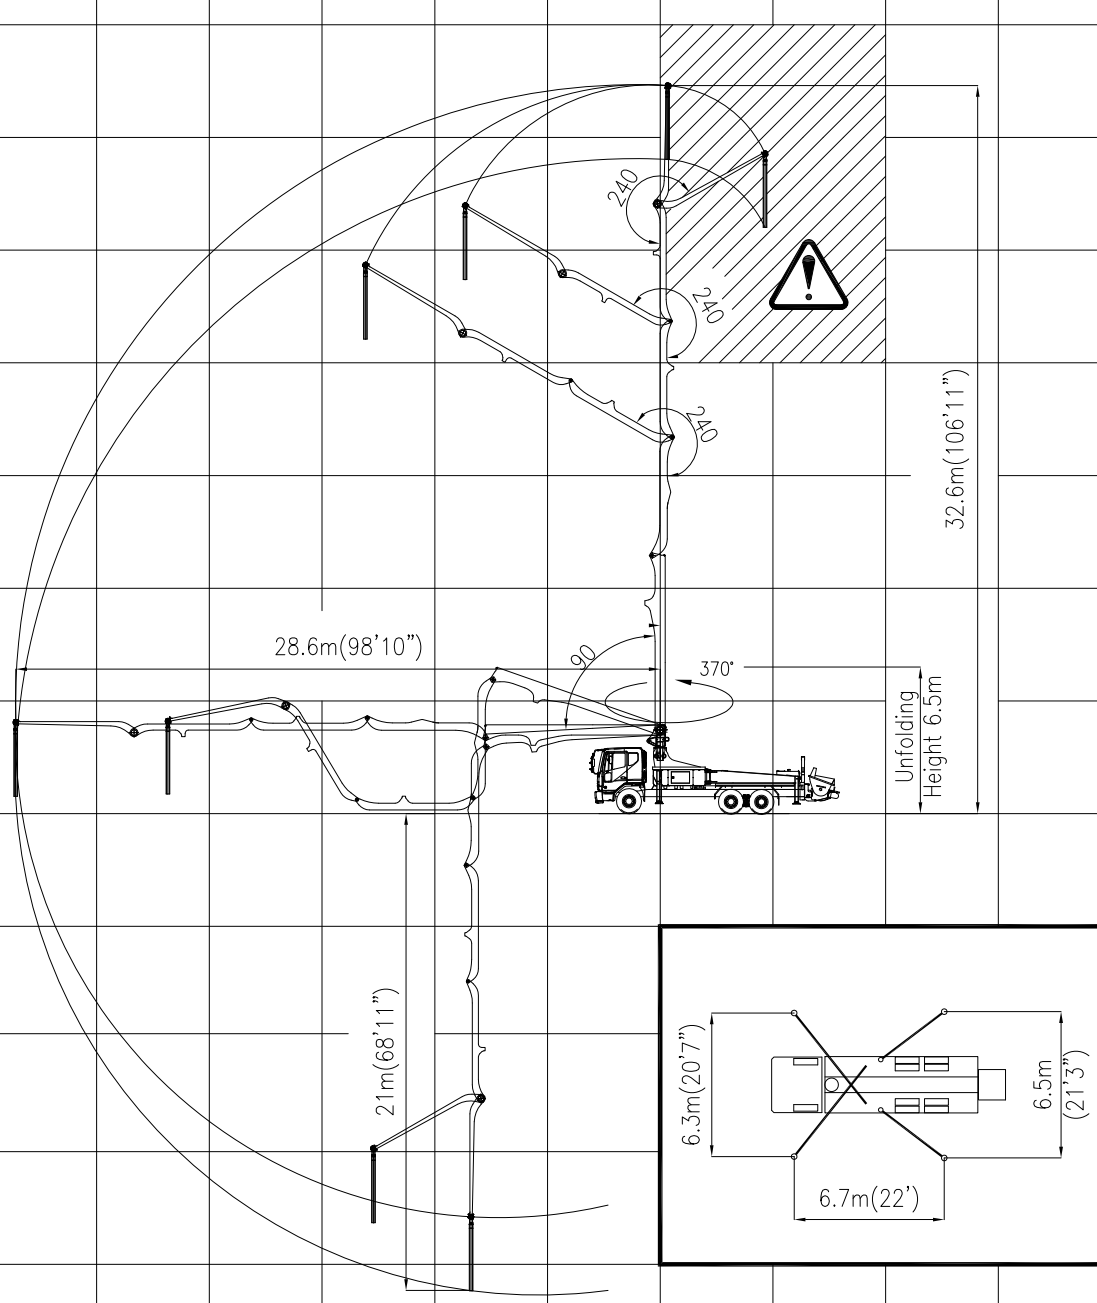 240
240
240
32.6m(106'11")
28.6m(98'10")
90
370°
Unfolding
Height 6.5m
21m(68'11")
6.3m(20'7")
6.5m
(21'3")
6.7m(22')